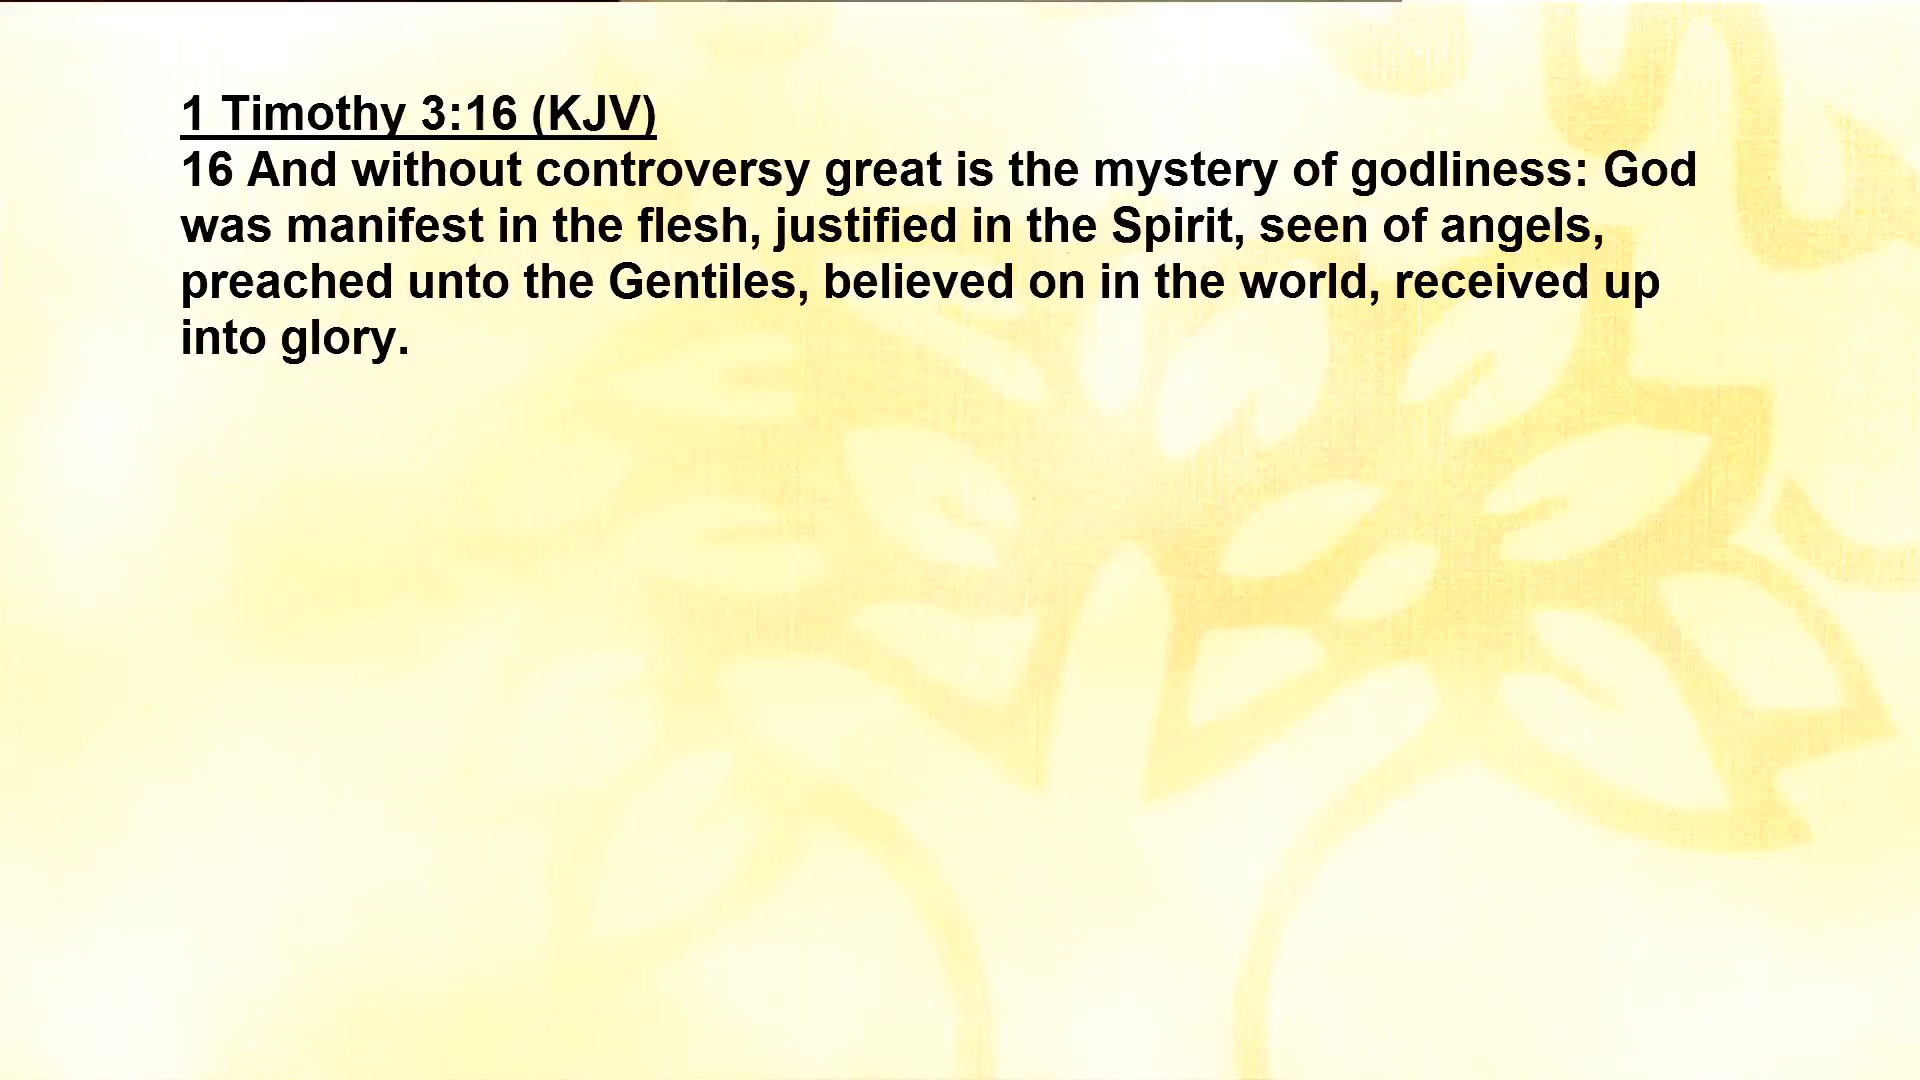 1 Timothy 3:16 (KJV)
16 And without controversy great is the mystery of godliness: God
was manifest in the flesh, justified in the Spirit, seen of angels,
preached unto the Gentiles, believed on in the world, received up
into glory.